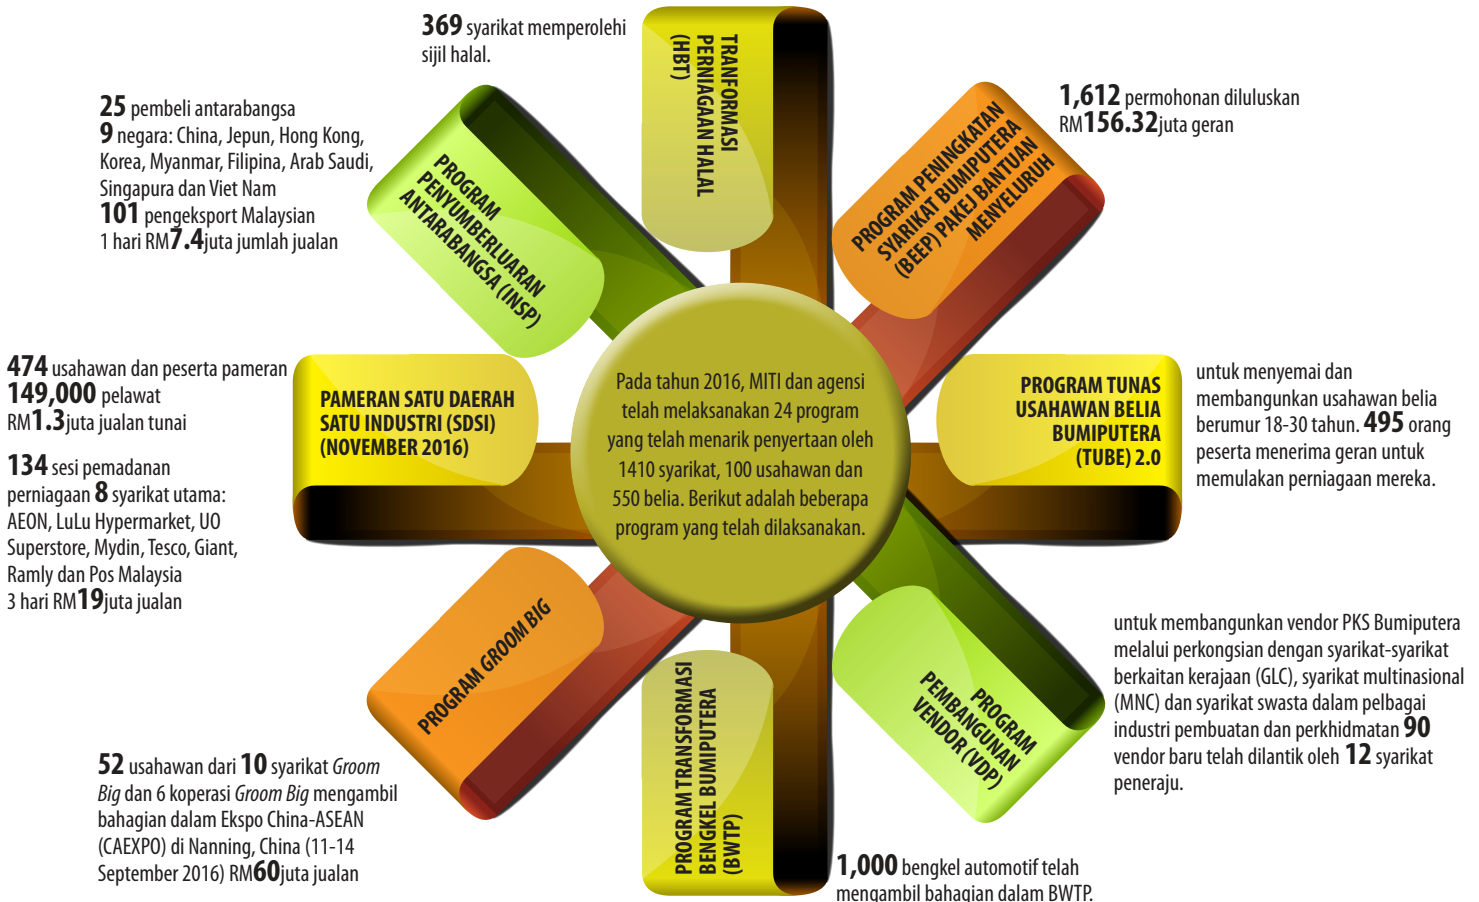 369 syarikat memperolehi
sijil halal.
TRANFORMASI
PERNIAGAAN HALAL
(HBT)
1,612 permohonan diluluskan
RM156.32juta geran
PROGRAM PENINGKATAN
SYARIKAT BUMIPUTERA
(BEEP) PAKEJ BANTUAN
MENYELURUH
25 pembeli antarabangsa
9 negara: China, Jepun, Hong Kong,
Korea, Myanmar, Filipina, Arab Saudi,
Singapura dan Viet Nam
101 pengeksport Malaysian
1 hari RM7.4juta jumlah jualan
PROGRAM
PENYUMBERLUARAN
ANTARABANGSA (INSP)
474 usahawan dan peserta pameran
149,000 pelawat
RM1.3juta jualan tunai
134 sesi pemadanan
perniagaan 8 syarikat utama:
AEON, LuLu Hypermarket, UO
Superstore, Mydin, Tesco, Giant,
Ramly dan Pos Malaysia
3 hari RM19juta jualan
PAMERAN SATU DAERAH
SATU INDUSTRI (SDSI)
(NOVEMBER 2016)
Pada tahun 2016, MITI dan agensi
telah melaksanakan 24 program
yang telah menarik penyertaan oleh
1410 syarikat, 100 usahawan dan
550 belia. Berikut adalah beberapa
program yang telah dilaksanakan.
PROGRAM TUNAS
USAHAWAN BELIA
BUMIPUTERA
(TUBE) 2.0
untuk menyemai dan
membangunkan usahawan belia
berumur 18-30 tahun. 495 orang
peserta menerima geran untuk
memulakan perniagaan mereka.
PROGRAM GROOM BIG
52 usahawan dari 10 syarikat Groom
Big dan 6 koperasi Groom Big mengambil
bahagian dalam Ekspo China-ASEAN
(CAEXPO) di Nanning, China (11-14
September 2016) RM60juta jualan
PROGRAM TRANSFORMASI
BENGKEL BUMIPUTERA
(BWTP)
1,000 bengkel automotif telah
mengambil bahagian dalam BWTP.
PROGRAM
PEMBANGUNAN
VENDOR (VDP)
untuk membangunkan vendor PKS Bumiputera
melalui perkongsian dengan syarikat-syarikat
berkaitan kerajaan (GLC), syarikat multinasional
(MNC) dan syarikat swasta dalam pelbagai
industri pembuatan dan perkhidmatan 90
vendor baru telah dilantik oleh 12 syarikat
peneraju.